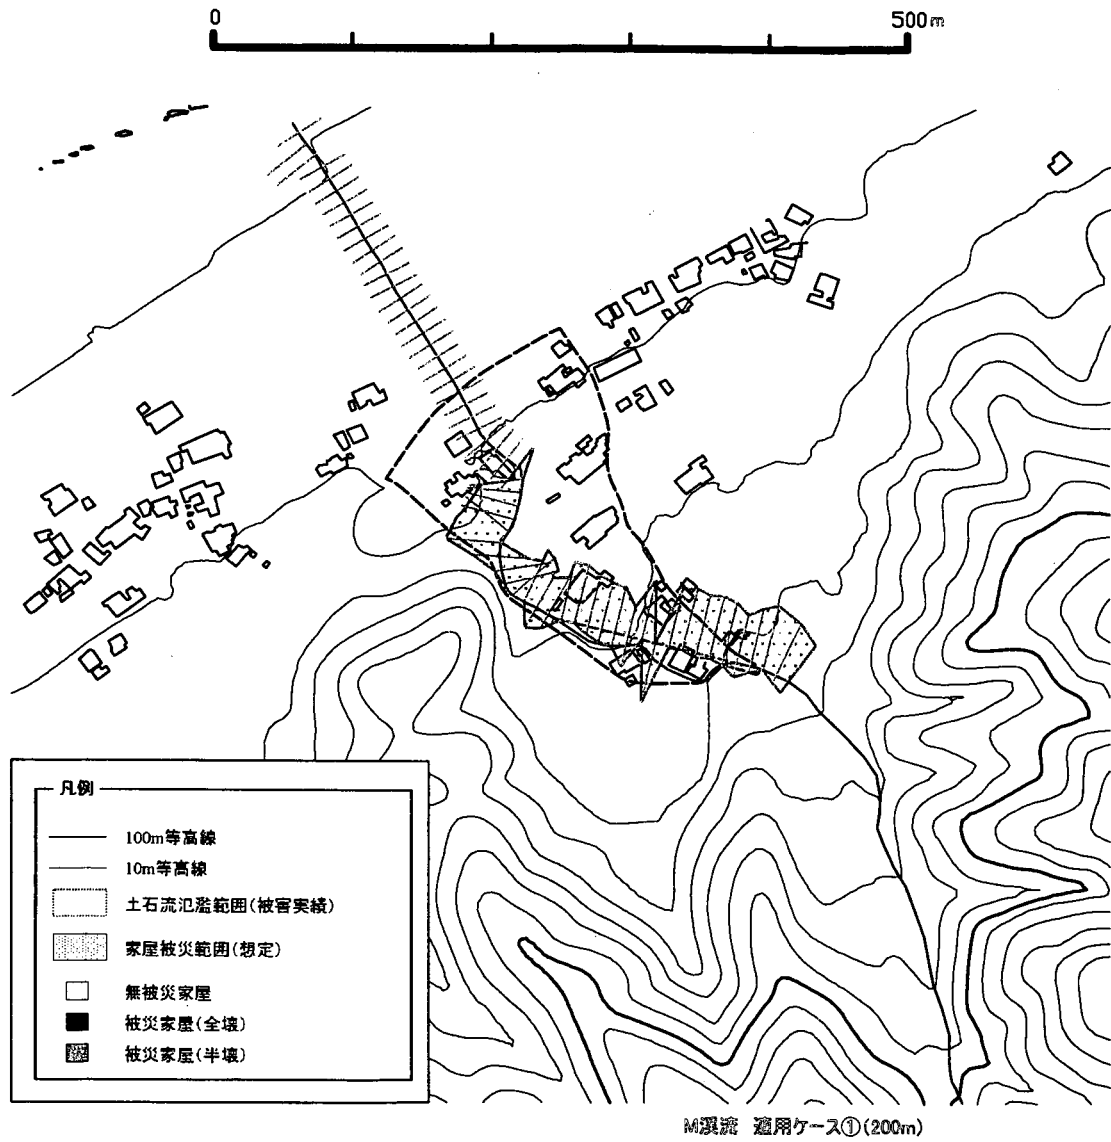 0 500m
凡例
100m等高線
10m等高線
土石流氾濫範囲(被害実績)
家屋被災範囲(想定)
無被災家屋
被災家屋(全壊)
被災家屋(半壊)
M渓流 適用ケース①(200m)